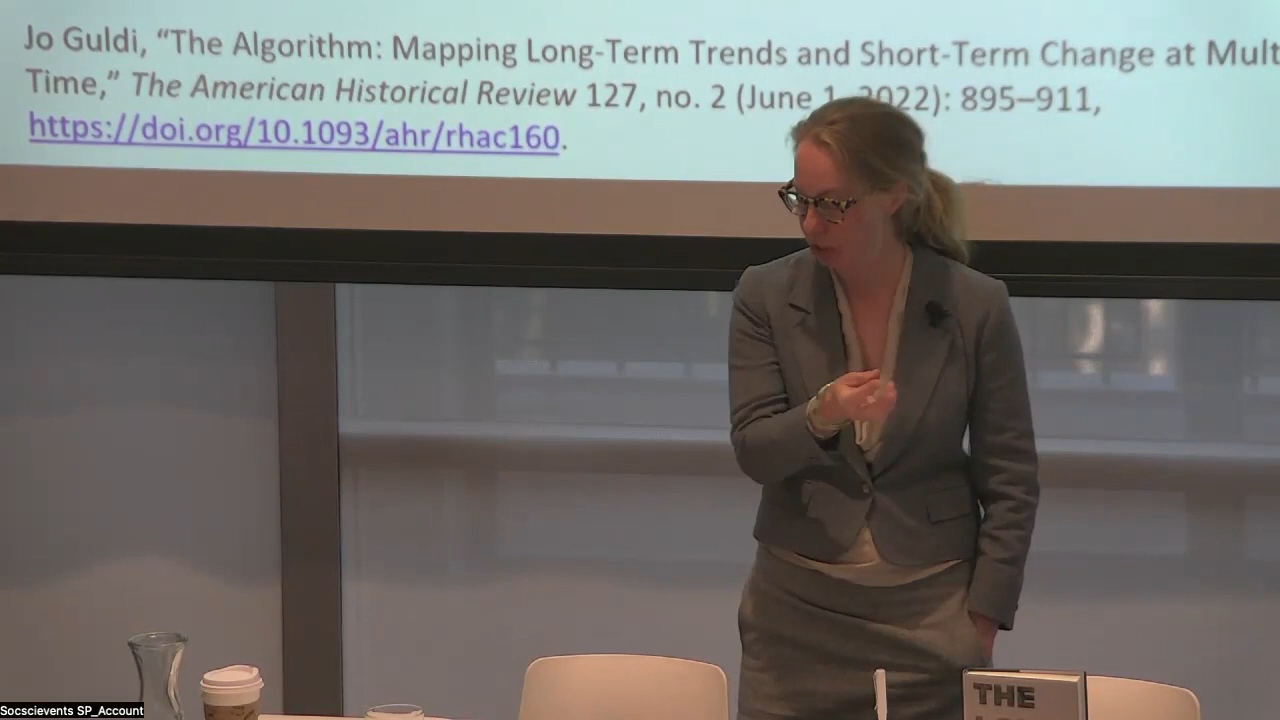 Jo Guldi, “The Algorithm: Mapping Long-Term Trends and Short-Term Change at
Time,” The American Historical Review 127, no. 2 (June 1, 2022): 895–911,
https://doi.org/10.1093/ahr/rhac160.
THE
Socscievents SP_Account